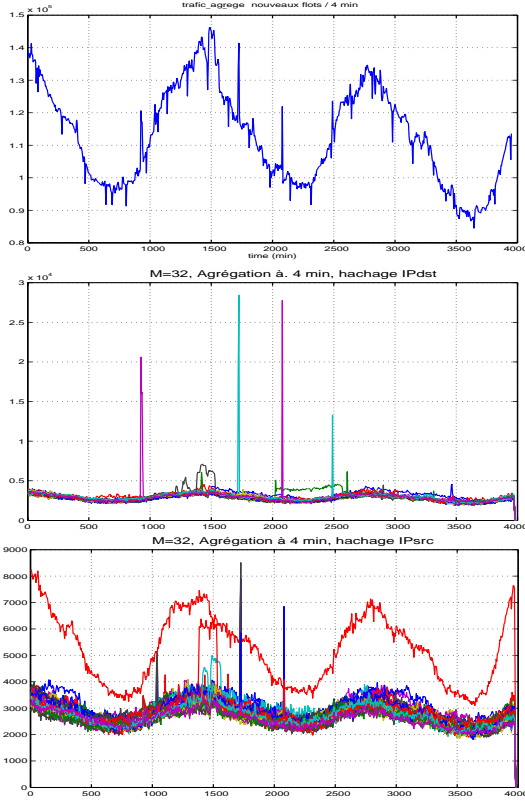 trafic_agrege nouveaux flots / 4 min
x 10⁵
1.5
1.4
1.3
1.2
1.1
1
0.9
0.8
0 500 1000 1500 2000 2500 3000 3500 4000
time (min)
M=32, Agrégation à. 4 min, hachage IPdst
x 10⁴
3
2.5
2
1.5
1
0.5
0
0 500 1000 1500 2000 2500 3000 3500 4000
M=32, Agrégation à 4 min, hachage IPsrc
9000
8000
7000
6000
5000
4000
3000
2000
1000
0
0 500 1000 1500 2000 2500 3000 3500 4000